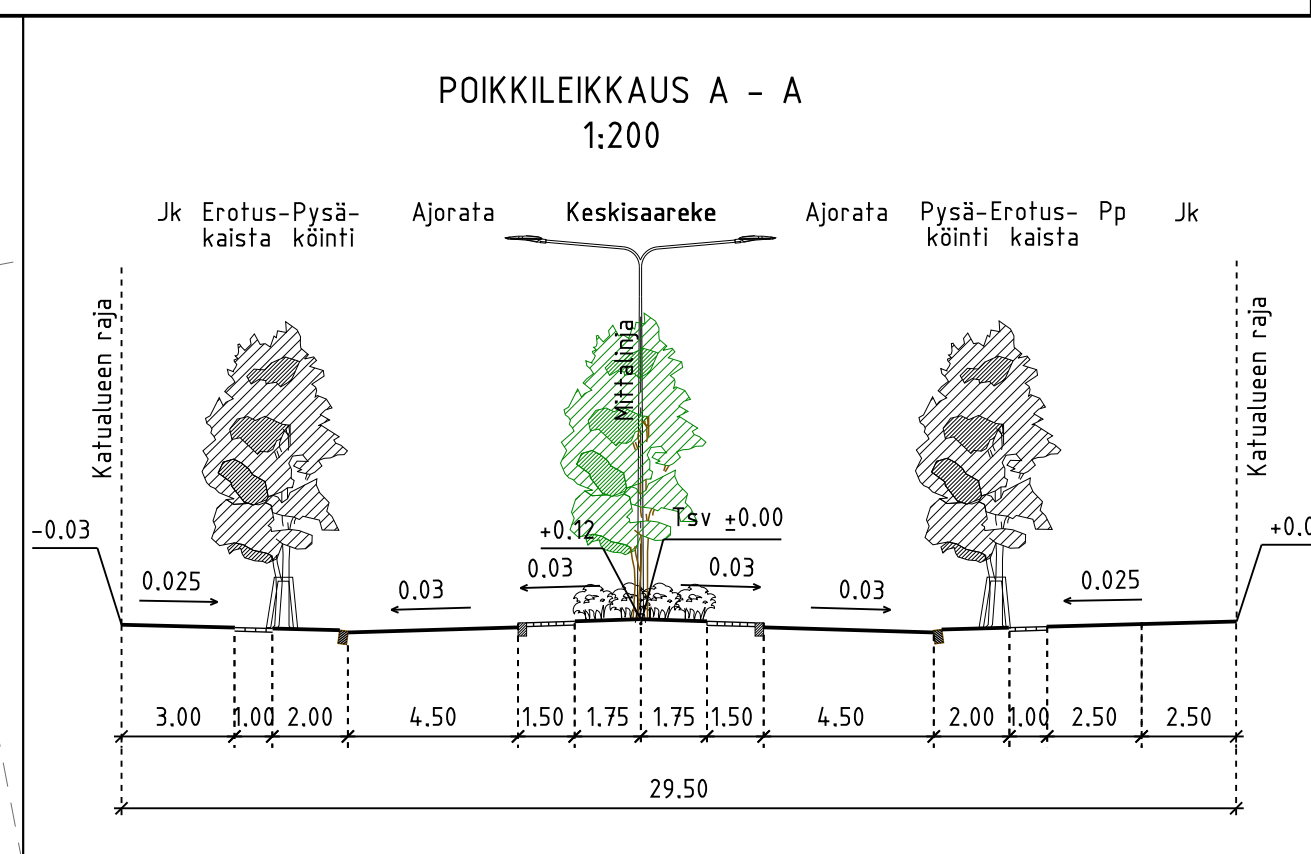 POIKKILEIKKAUS A - A
1:200
Jk Erotus- Pysä- Ajorata Keskisaareke Ajorata Pysä- Erotus- Pp Jk
kaista köinti köinti kaista
Katualueen raja
Mittalinja
Katualueen raja
-0.03 +0.12 Tsv ±0.00
0.025 0.03 0.03 0.03 0.03 0.025
3.00 1.00 2.00 4.50 1.50 1.75 1.75 1.50 4.50 2.00 1.00 2.50 2.50
29.50